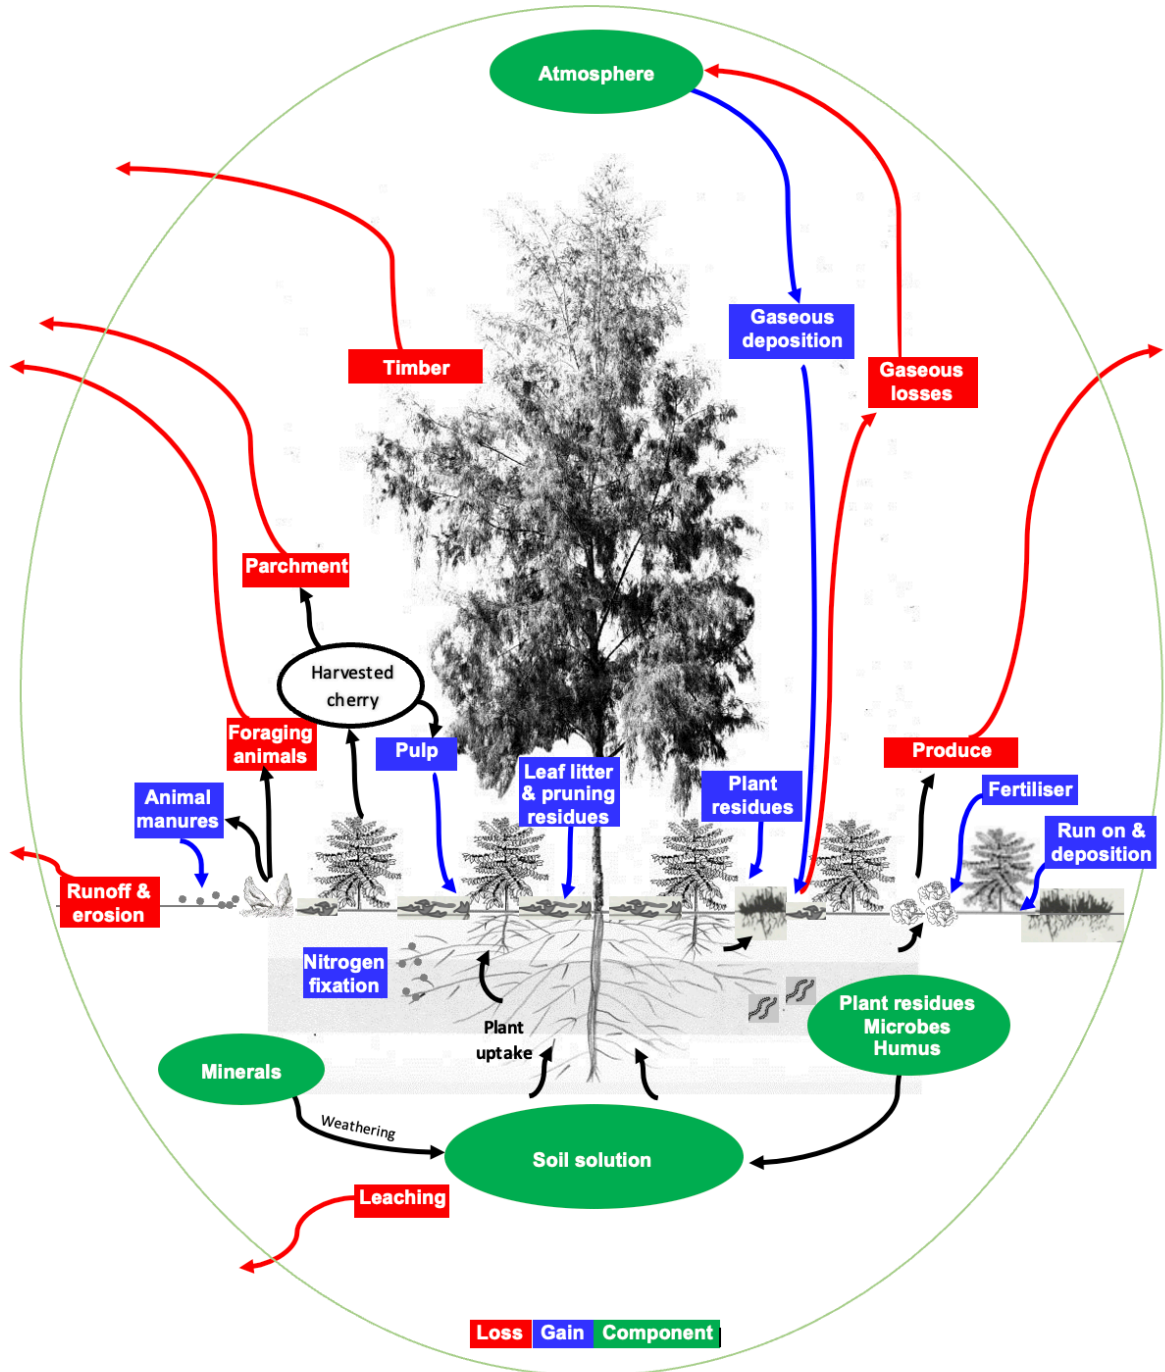 Atmosphere
Gaseous
deposition
Timber
Gaseous
losses
Parchment
Harvested
cherry
Foraging
animals
Pulp
Produce
Leaf litter
& pruning
residues
Plant
residues
Fertiliser
Animal
manures
Run on &
deposition
Runoff &
erosion
Nitrogen
fixation
Plant
uptake
Plant residues
Microbes
Humus
Minerals
Weathering
Soil solution
Leaching
Loss Gain Component